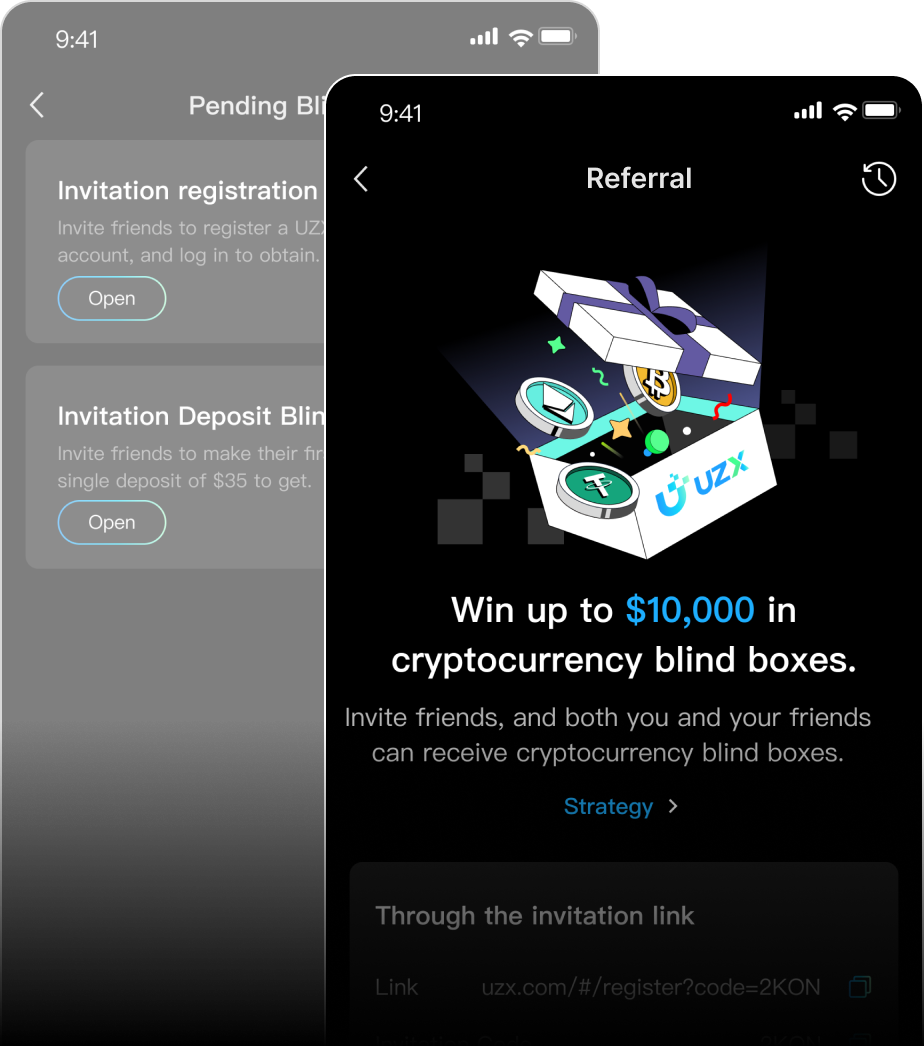 9:41
Pending Bli
Invitation registration
Invite friends to register a UZX
account, and log in to obtain.
Open
Invitation Deposit Blin
Invite friends to make their fir
single deposit of $35 to get.
Open
9:41
Referral
UZX
Win up to $10,000 in
cryptocurrency blind boxes.
Invite friends, and both you and your friends
can receive cryptocurrency blind boxes.
Strategy
Through the invitation link
Link uzx.com/#/register?code=2KON